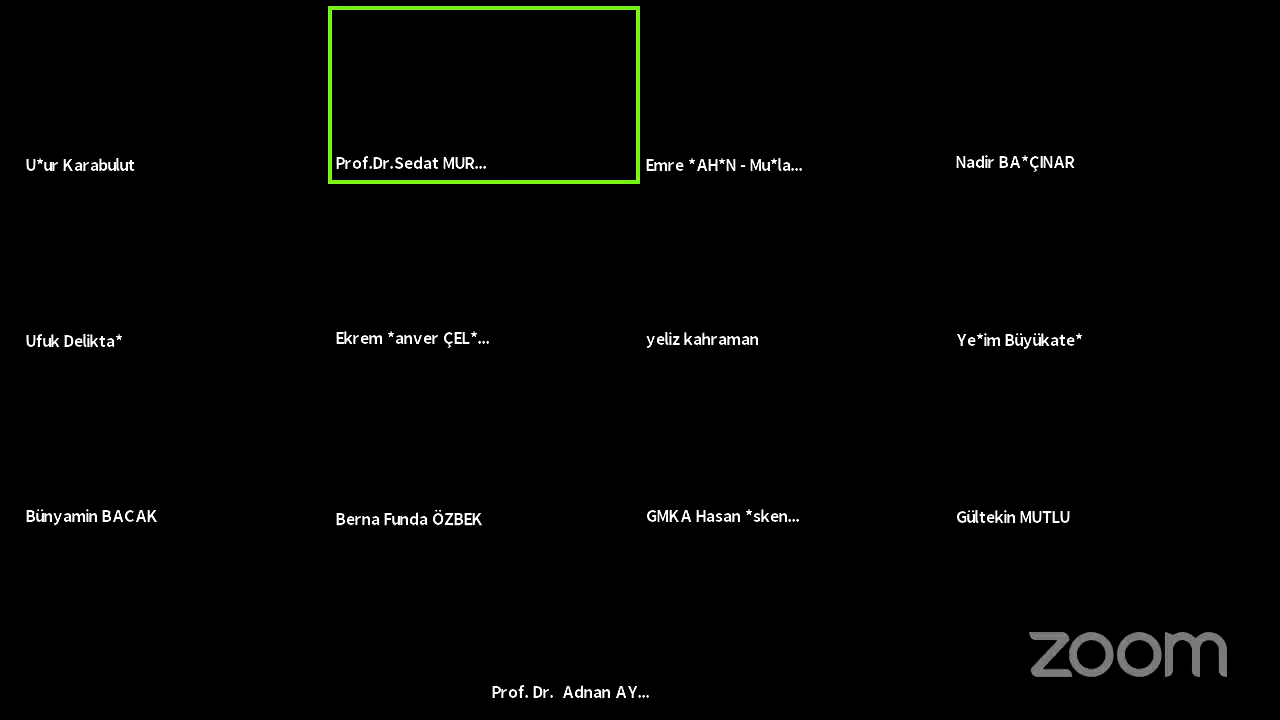 U*ur Karabulut
Prof.Dr.Sedat MUR...
Emre *AH*N - Mu*la...
Nadir BA*ÇINAR
Ufuk Delikta*
Ekrem *anver ÇEL*...
yeliz kahraman
Ye*im Büyükate*
Bünyamin BACAK
Berna Funda ÖZBEK
GMKA Hasan *sken...
Gültekin MUTLU
Prof. Dr. Adnan AY...
zoom